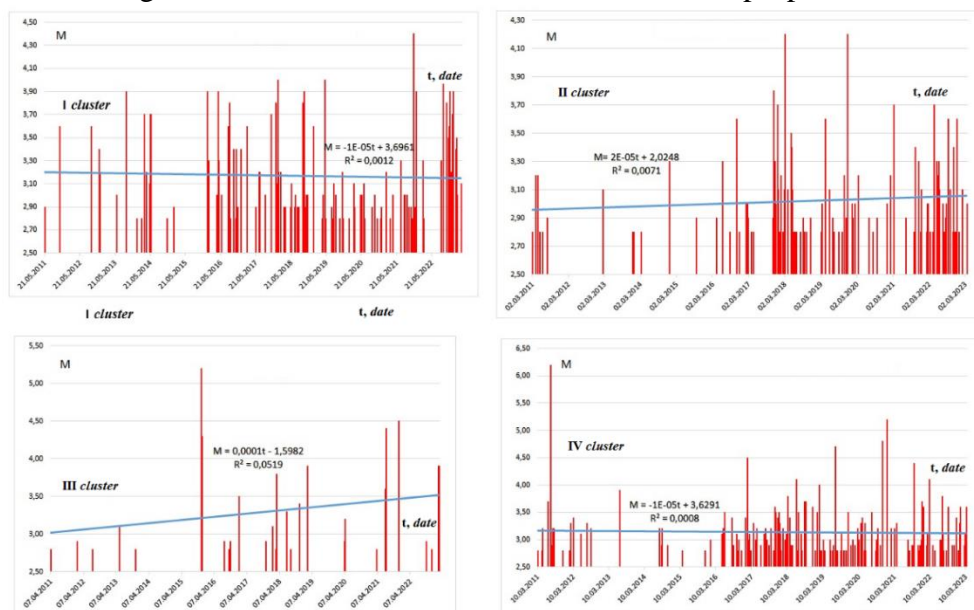 4,50
M
4,30
4,10
3,90
I cluster
t, date
3,70
3,50
M = -1E-05t + 3,6961
R² = 0,0012
3,30
3,10
2,90
2,70
2,50
21.05.2011 21.05.2012 21.05.2013 21.05.2014 21.05.2015 21.05.2016 21.05.2017 21.05.2018 21.05.2019 21.05.2020 21.05.2021 21.05.2022
I cluster t, date
4,30
M
4,10
3,90
II cluster
t, date
3,70
3,50
M= 2E-05t + 2,0248
R² = 0,0071
3,30
3,10
2,90
2,70
2,50
02.03.2011 02.03.2012 02.03.2013 02.03.2014 02.03.2015 02.03.2016 02.03.2017 02.03.2018 02.03.2019 02.03.2020 02.03.2021 02.03.2022 02.03.2023
5,50
M
5,00
4,50
4,00
M = 0,0001t - 1,5982
R² = 0,0519
3,50
III cluster
t, date
3,00
2,50
07.04.2011 07.04.2012 07.04.2013 07.04.2014 07.04.2015 07.04.2016 07.04.2017 07.04.2018 07.04.2019 07.04.2020 07.04.2021 07.04.2022
6,50
M
6,00
5,50
5,00
IV cluster
t, date
4,50
4,00
3,50
M = -1E-05t + 3,6291
R² = 0,0008
3,00
2,50
10.03.2011 10.03.2012 10.03.2013 10.03.2014 10.03.2015 10.03.2016 10.03.2017 10.03.2018 10.03.2019 10.03.2020 10.03.2021 10.03.2022 10.03.2023